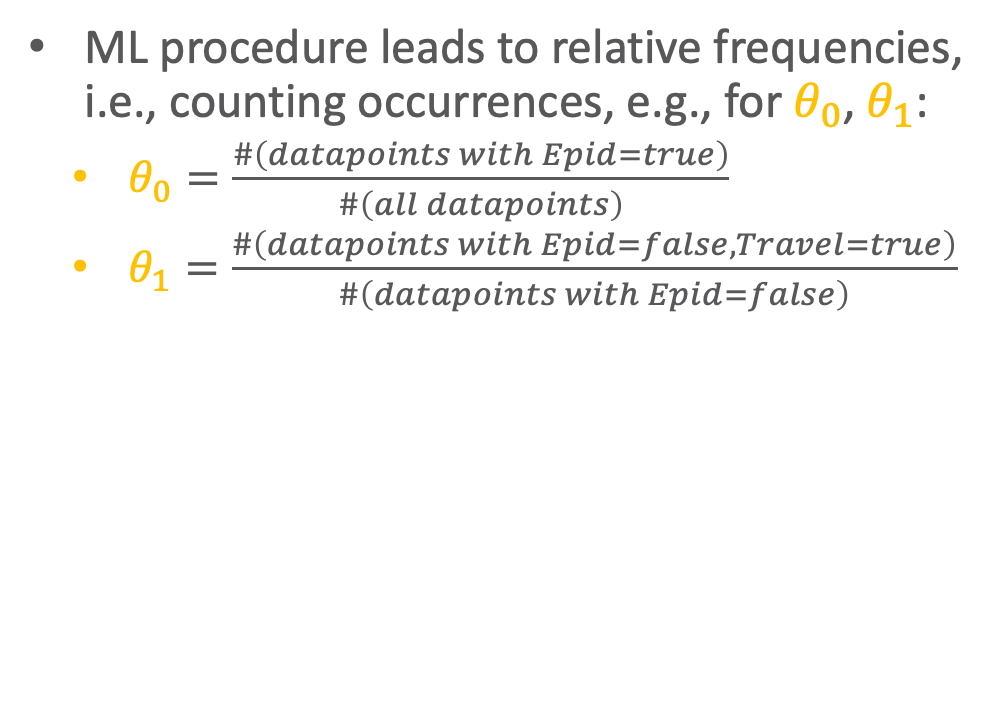 • ML procedure leads to relative frequencies,
i.e., counting occurrences, e.g., for θ₀, θ₁:
• θ₀ = #(datapoints with Epid=true)
#(all datapoints)
• θ₁ = #(datapoints with Epid=false,Travel=true)
#(datapoints with Epid=false)